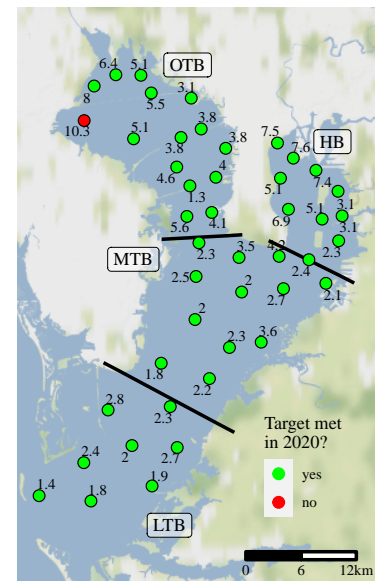 6.4 5.1
OTB
8 5.5 3.1
10.3 5.1 3.8 3.8 3.8
7.5 HB
7.6
4.6 4 5.1 7.4
1.3
5.6 4.1 6.9 5.1 3.1
3.1
MTB 2.3 3.5 4.2 2.4 2.3
2.5 2 2.7 2.1
2
2.3 3.6
1.8
2.2
2.8 2.3
Target met
in 2020?
2.4 2 2.7
yes
1.4 1.8 1.9
no
LTB
0 6 12km